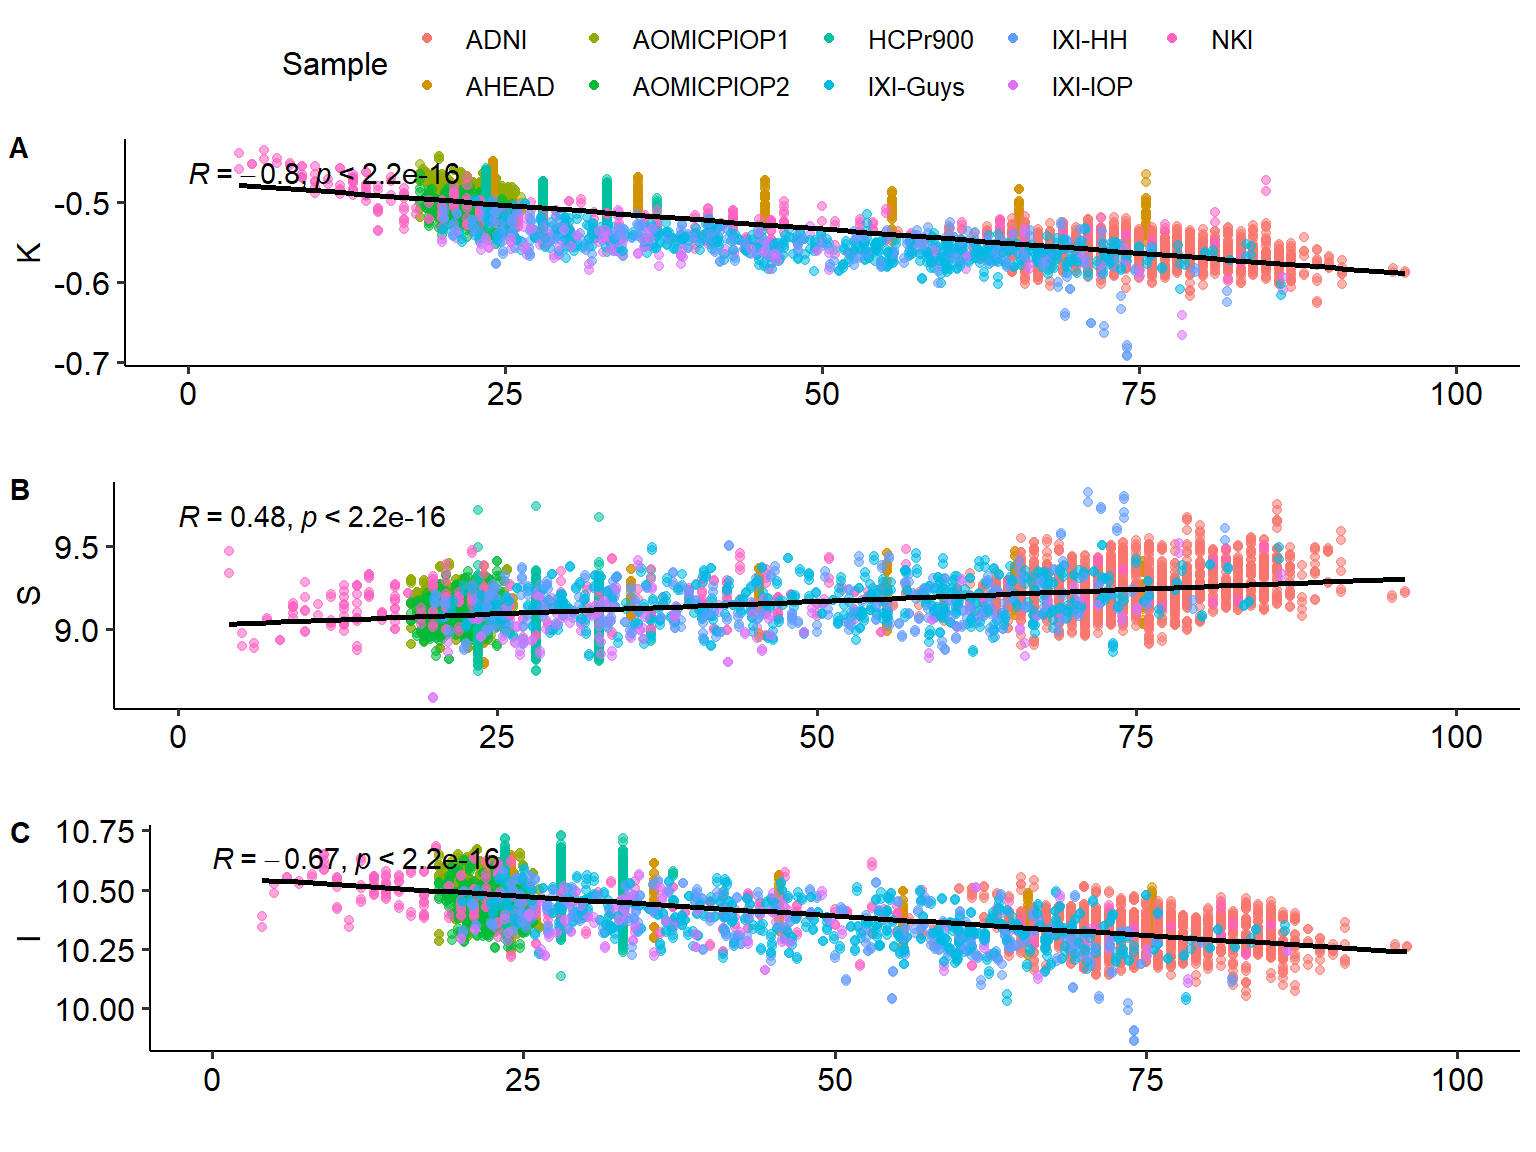 Sample
ADNI
AOMICPIOP1
HCPr900
IXI-HH
NKI
AHEAD
AOMICPIOP2
IXI-Guys
IXI-IOP
A
R = −0.8, p < 2.2e-16
-0.5
-0.6
-0.7
K
0 25 50 75 100
B
R = 0.48, p < 2.2e-16
9.5
9.0
S
0 25 50 75 100
C
10.75
R = −0.67, p < 2.2e-16
10.50
10.25
10.00
I
0 25 50 75 100